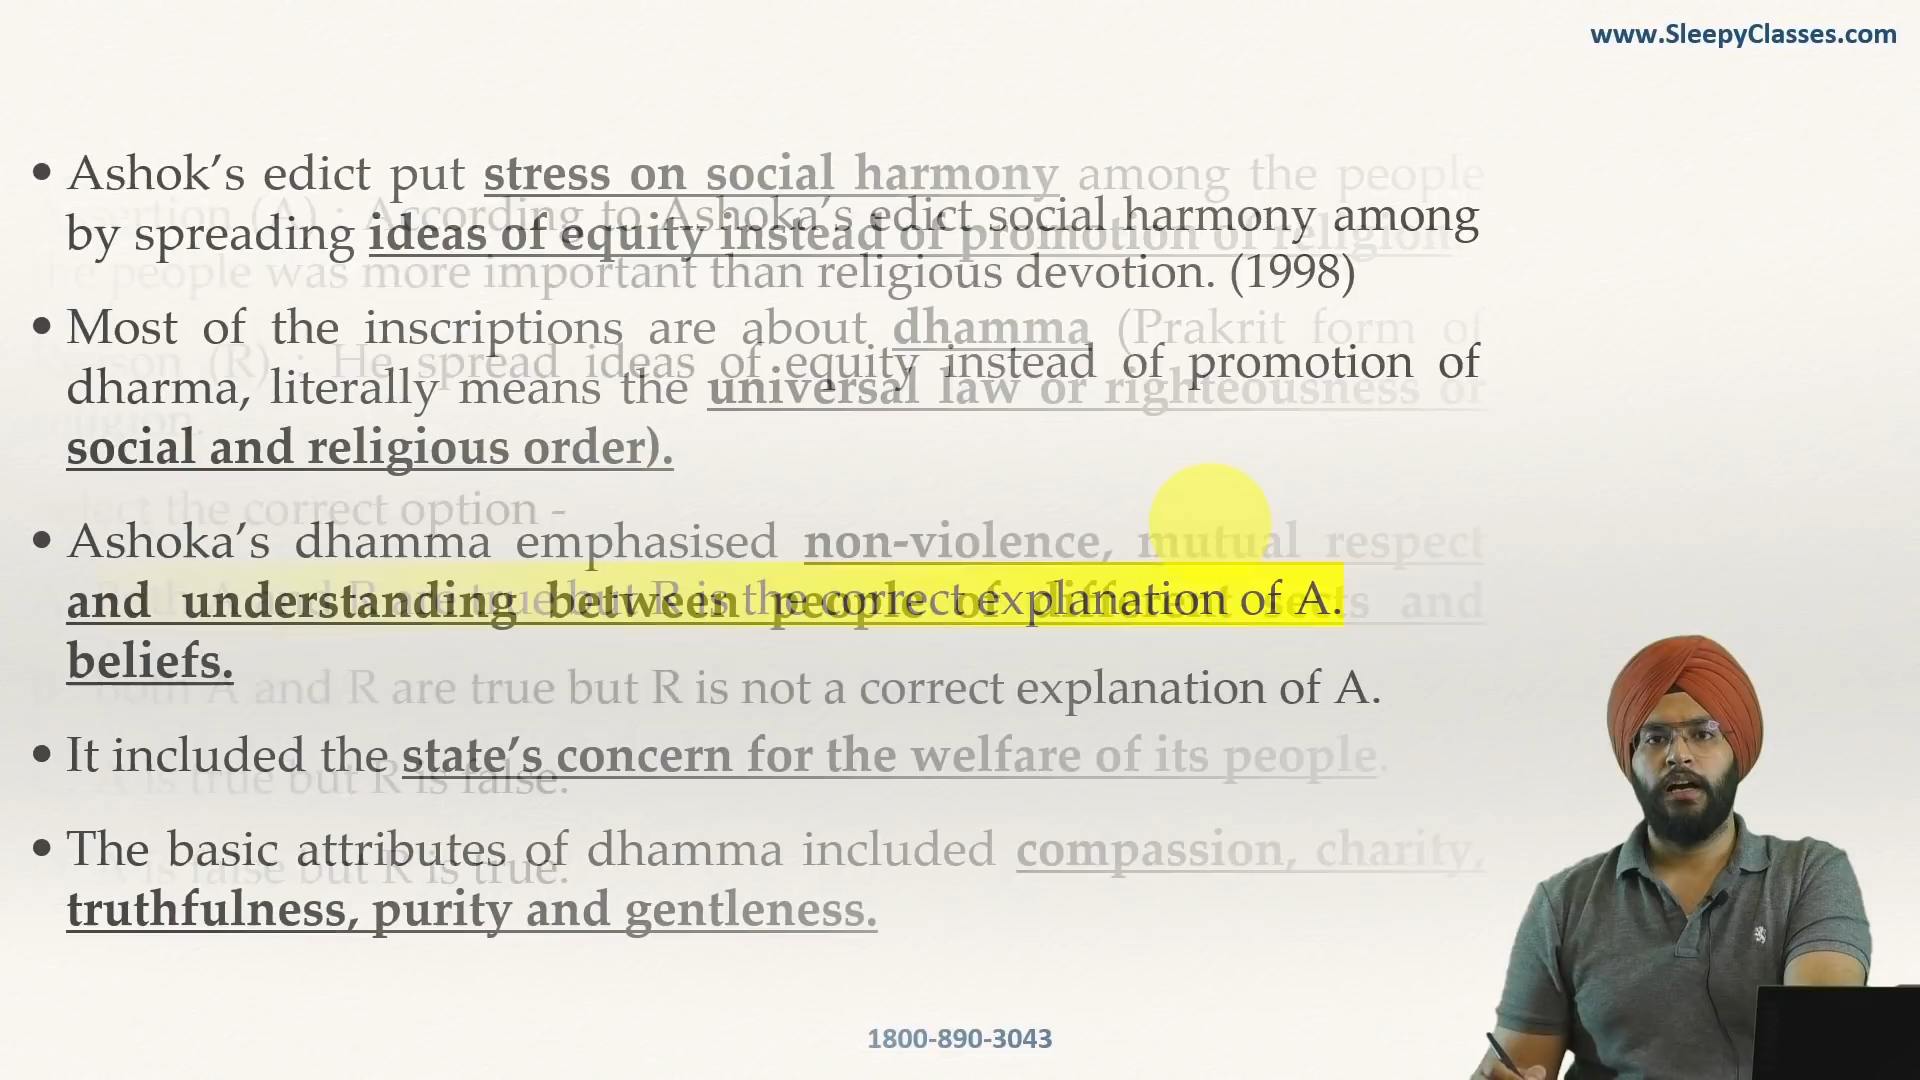 www.SleepyClasses.com
• Ashok’s edict put stress on social harmony among the people
Assertion (A) : According to Ashoka’s edict social harmony among
by spreading ideas of equity instead of promotion of religion
the people was more important than religious devotion. (1998)
• Most of the inscriptions are about dhamma (Prakrit form of
Reason (R) : He spread ideas of equity instead of promotion of
dharma, literally means the universal law or righteousness or
religion.
social and religious order).
Select the correct option -
• Ashoka’s dhamma emphasised non-violence, mutual respect
and understanding between people of different sects and
Both A and R are true but R is the correct explanation of A.
beliefs.
Both A and R are true but R is not a correct explanation of A.
• It included the state’s concern for the welfare of its people.
A is true but R is false.
• The basic attributes of dhamma included compassion, charity,
A is false but R is true.
truthfulness, purity and gentleness.
1800-890-3043